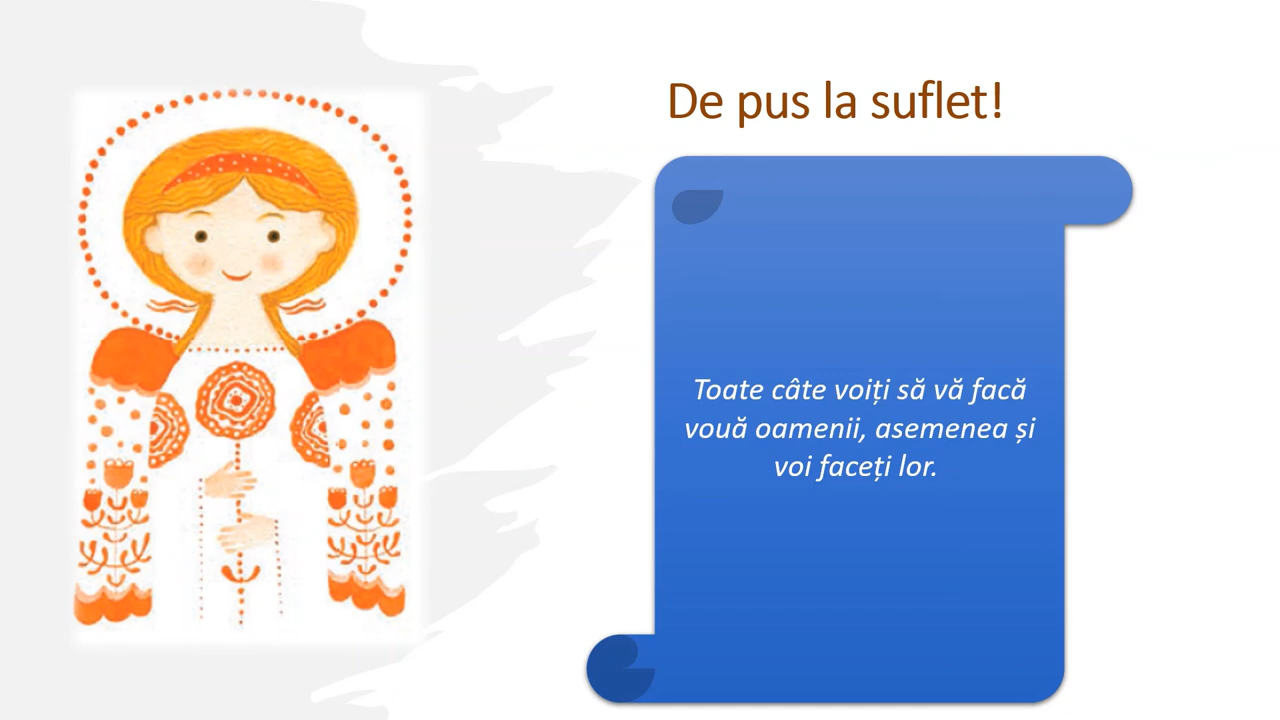 De pus la suflet!
Toate câte voiți să vă facă
vouă oamenii, asemenea și
voi faceți lor.